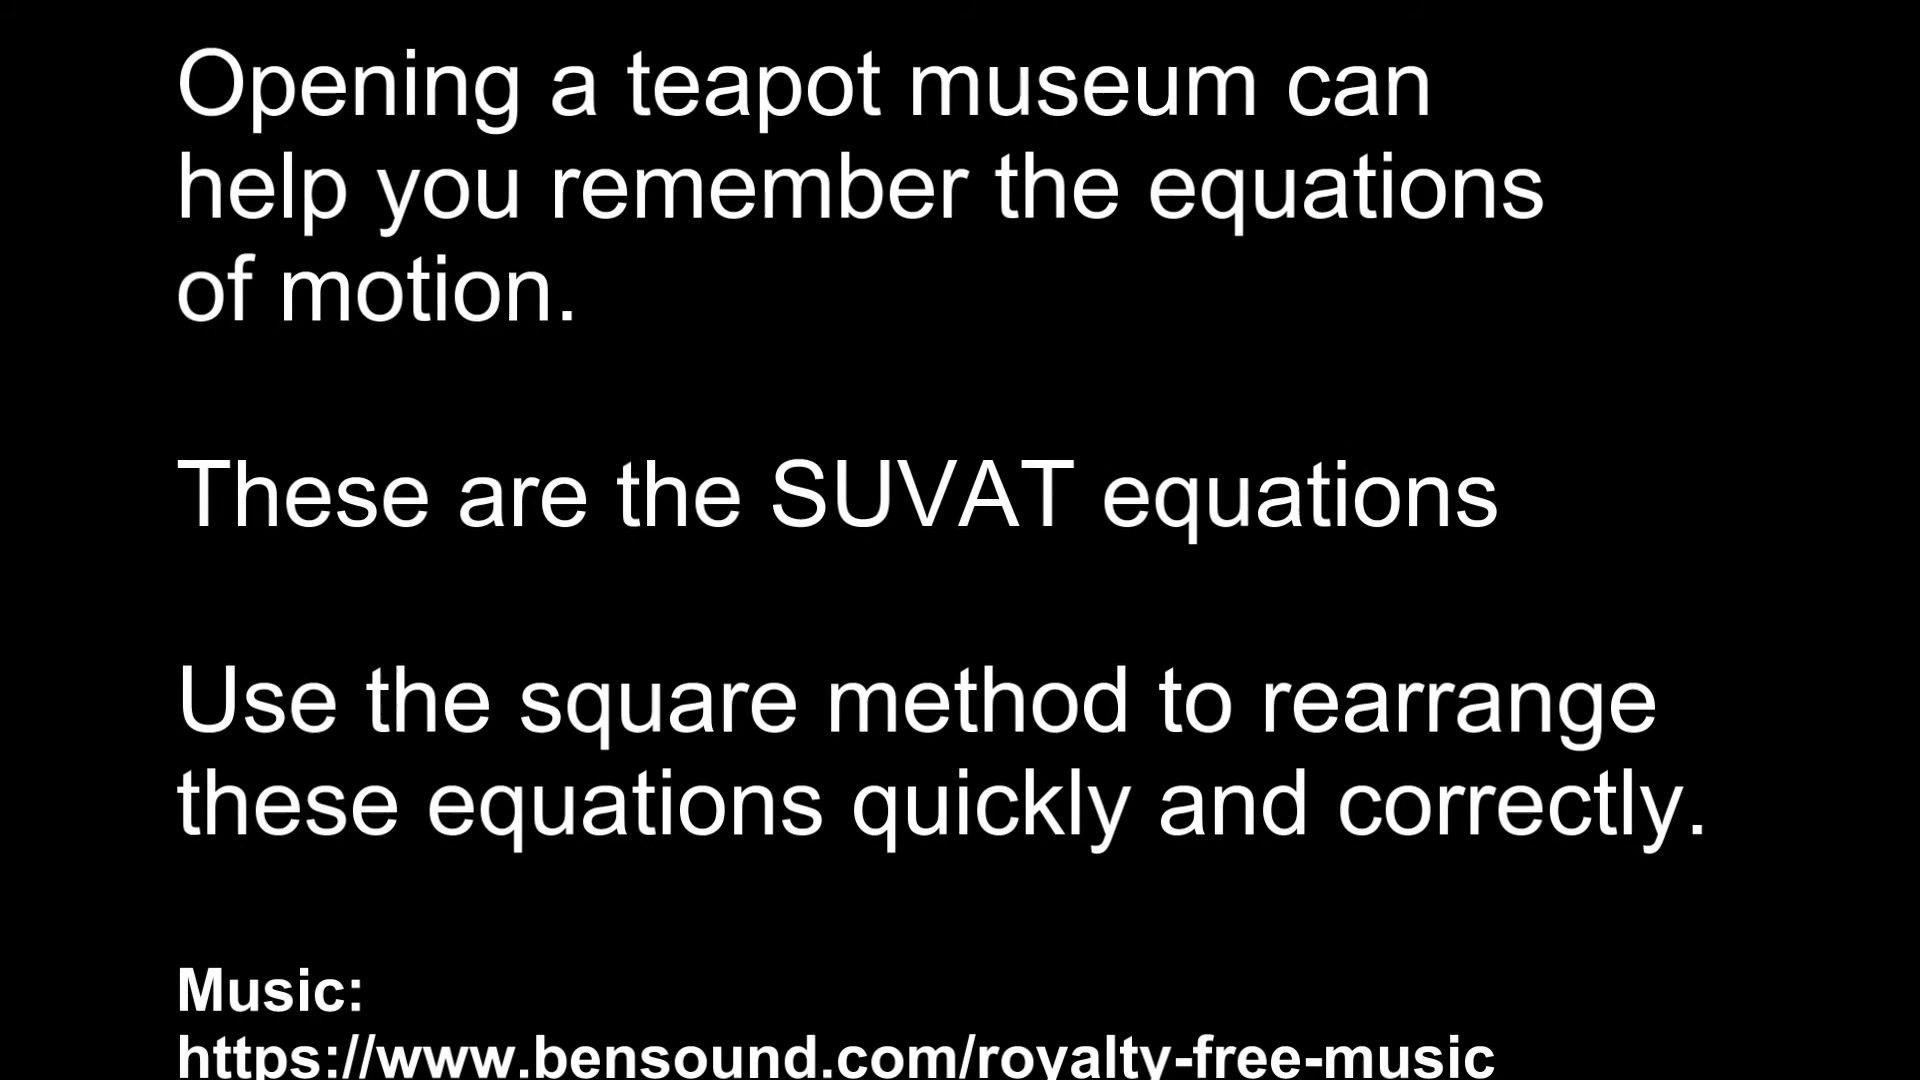 Opening a teapot museum can
help you remember the equations
of motion.
These are the SUVAT equations
Use the square method to rearrange
these equations quickly and correctly.
Music:
https://www.bensound.com/royalty-free-music